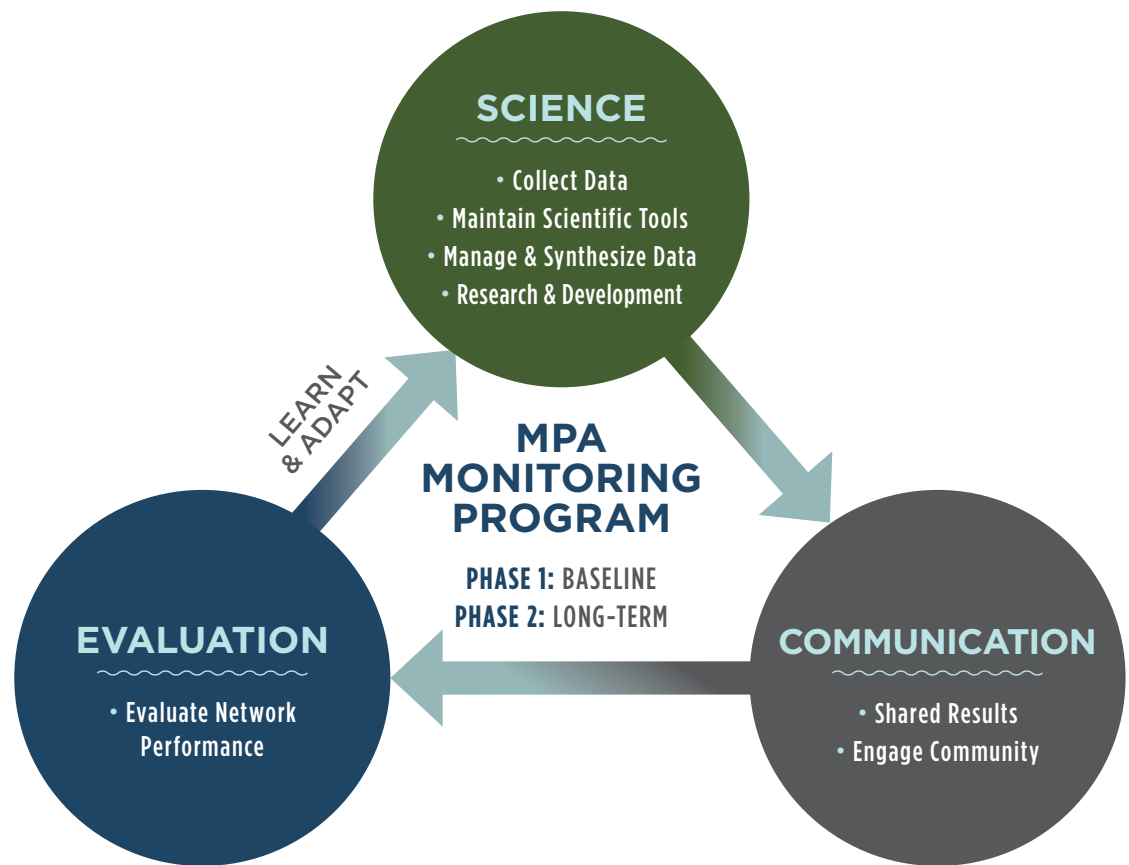 SCIENCE
• Collect Data
• Maintain Scientific Tools
• Manage & Synthesize Data
• Research & Development
LEARN
& ADAPT
MPA
MONITORING
PROGRAM
PHASE 1: BASELINE
PHASE 2: LONG-TERM
EVALUATION
• Evaluate Network
Performance
COMMUNICATION
• Shared Results
• Engage Community